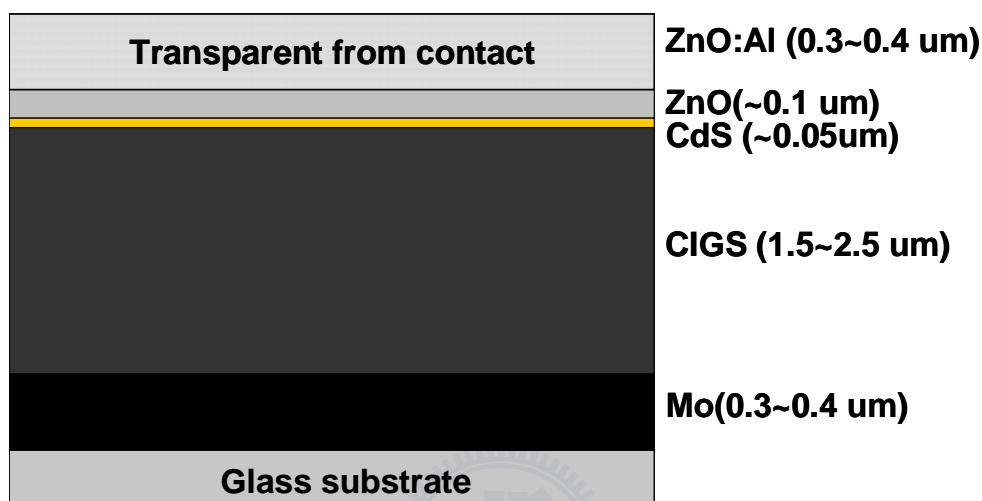 Transparent from contact
ZnO:Al (0.3~0.4 um)
ZnO(~0.1 um)
CdS (~0.05um)
CIGS (1.5~2.5 um)
Mo(0.3~0.4 um)
Glass substrate